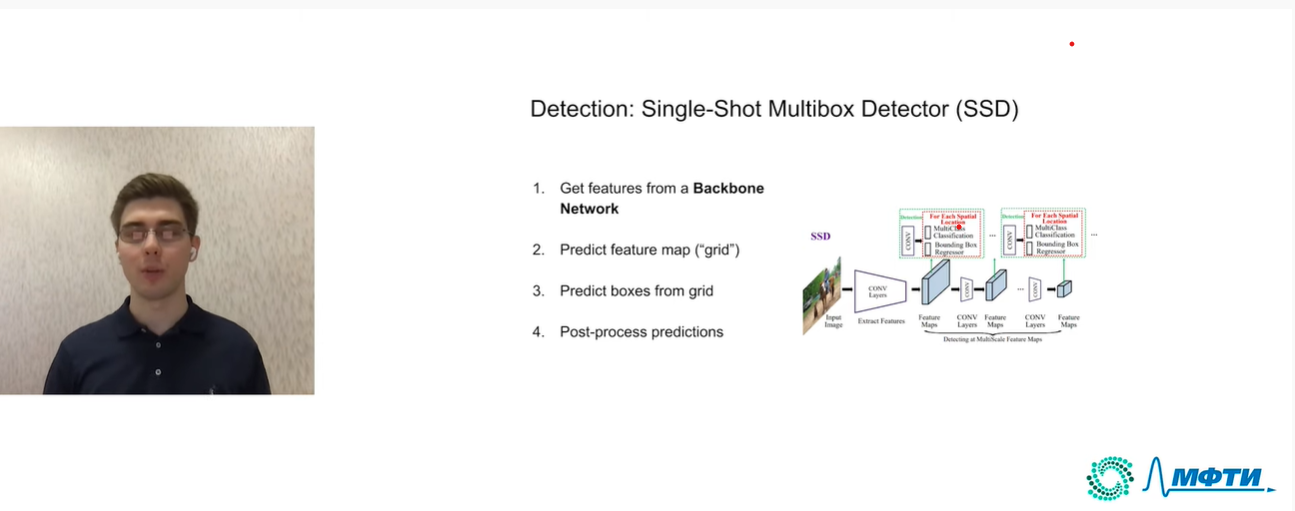 Detection: Single-Shot Multibox Detector (SSD)
1. Get features from a Backbone
Network
2. Predict feature map (“grid”)
3. Predict boxes from grid
4. Post-process predictions
SSD
Detection
For Each Spatial
Location
CONV
MultiClass
Classification
Bounding Box
Regressor
...
Detection
For Each Spatial
Location
CONV
MultiClass
Classification
Bounding Box
Regressor
...
CONV
Layers
CONV
...
CONV
Input
Image
Extract Features
Feature
Maps
CONV
Layers
Feature
Maps
CONV
Layers
Feature
Maps
Detecting at MultiScale Feature Maps
МФТИ